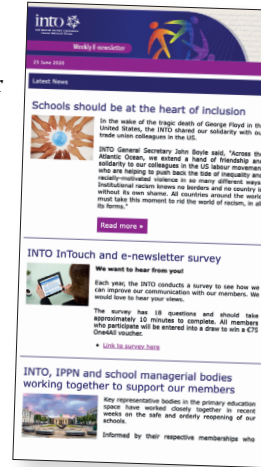 r
into
Weekly E-newsletter
25 June 2020
Latest News
Schools should be at the heart of inclusion
In the wake of the tragic death of George Floyd in the
United States, the INTO shared our solidarity with our
trade union colleagues in the US.
INTO General Secretary John Boyle said, "Across the
Atlantic Ocean, we extend a hand of friendship and
solidarity to our colleagues in the US labour movement
who are helping to push back the tide of inequality and
racially-motivated violence in so many different ways.
Institutional racism knows no borders and no country is
without its own shame. All countries around the world
must take this moment to rid the world of racism, in all
its forms."
Read more »
INTO InTouch and e-newsletter survey
We want to hear from you!
Each year, the INTO conducts a survey to see how we
can improve our communication with our members. We
would love to hear your views.
The survey has 18 questions and should take
approximately 10 minutes to complete. All members
who participate will be entered into a draw to win a €75
One4All voucher.
• Link to survey here
INTO, IPPN and school managerial bodies
working together to support our members
Key representative bodies in the primary education
space have worked closely together in recent
weeks on the safe and orderly reopening of our
schools.
Informed by their respective memberships who